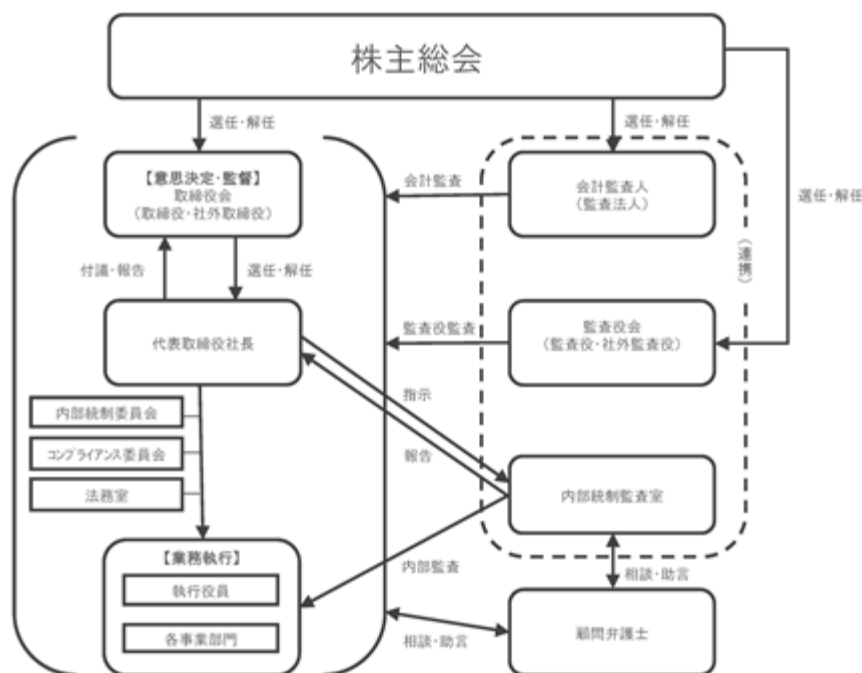 株主総会
選任・解任
選任・解任
選任・解任
【意思決定・監督】
取締役会
（取締役・社外取締役）
会計監査
会計監査人
（監査法人）
（連携）
付議・報告
選任・解任
代表取締役社長
監査役監査
監査役会
（監査役・社外監査役）
指示
報告
内部統制委員会
コンプライアンス委員会
法務室
内部統制監査室
【業務執行】
執行役員
各事業部門
内部監査
相談・助言
相談・助言
顧問弁護士